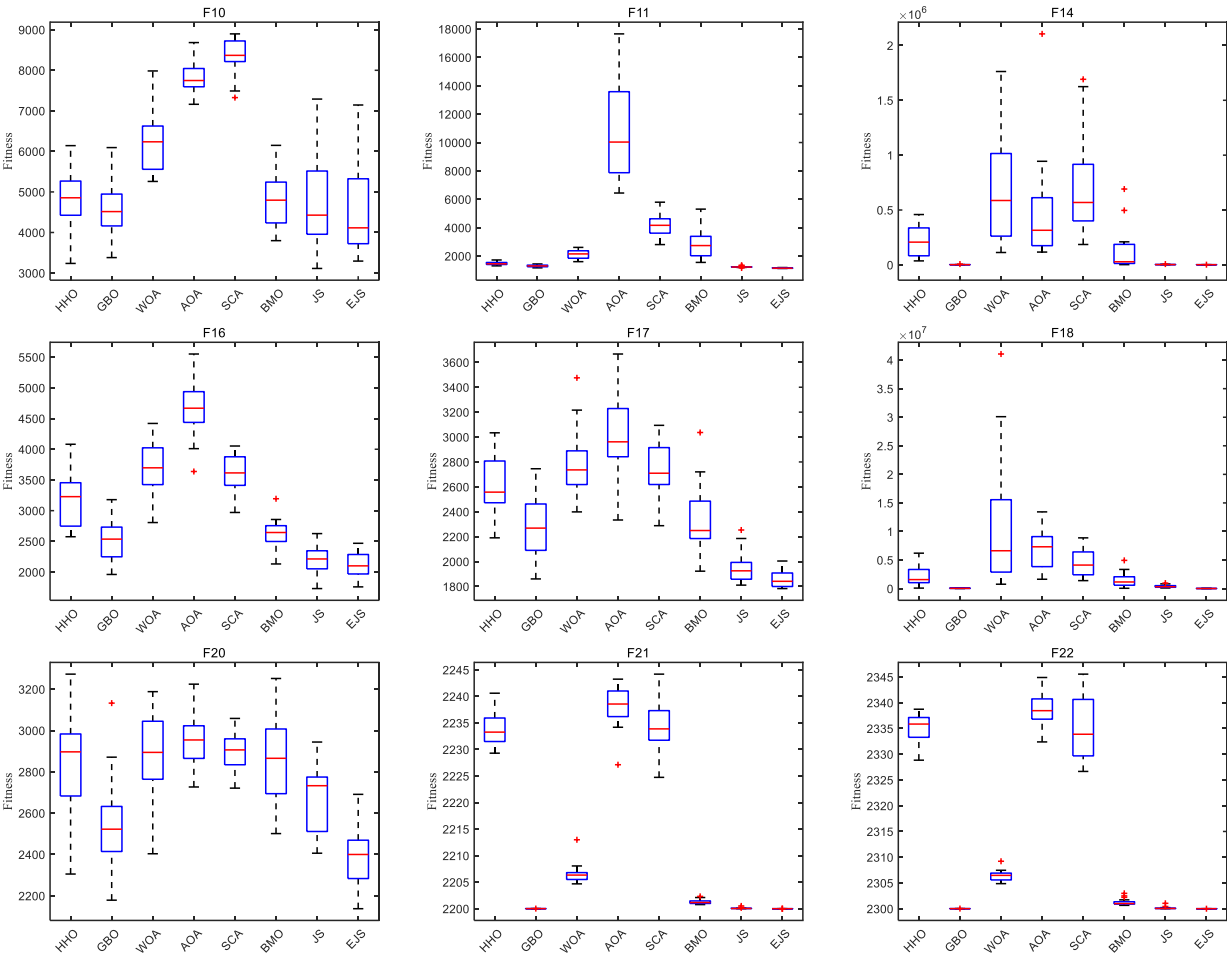 F10
Fitness
9000
8000
7000
6000
5000
4000
3000
HHO GBO WOA AOA SCA BMO JS EJS
F11
Fitness
18000
16000
14000
12000
10000
8000
6000
4000
2000
HHO GBO WOA AOA SCA BMO JS EJS
F14
×10⁶
Fitness
2
1.5
1
0.5
0
HHO GBO WOA AOA SCA BMO JS EJS
F16
Fitness
5500
5000
4500
4000
3500
3000
2500
2000
HHO GBO WOA AOA SCA BMO JS EJS
F17
Fitness
3600
3400
3200
3000
2800
2600
2400
2200
2000
1800
HHO GBO WOA AOA SCA BMO JS EJS
F18
×10⁷
Fitness
4
3.5
3
2.5
2
1.5
1
0.5
0
HHO GBO WOA AOA SCA BMO JS EJS
F20
Fitness
3200
3000
2800
2600
2400
2200
HHO GBO WOA AOA SCA BMO JS EJS
F21
Fitness
2245
2240
2235
2230
2225
2220
2215
2210
2205
2200
HHO GBO WOA AOA SCA BMO JS EJS
F22
Fitness
2345
2340
2335
2330
2325
2320
2315
2310
2305
2300
HHO GBO WOA AOA SCA BMO JS EJS